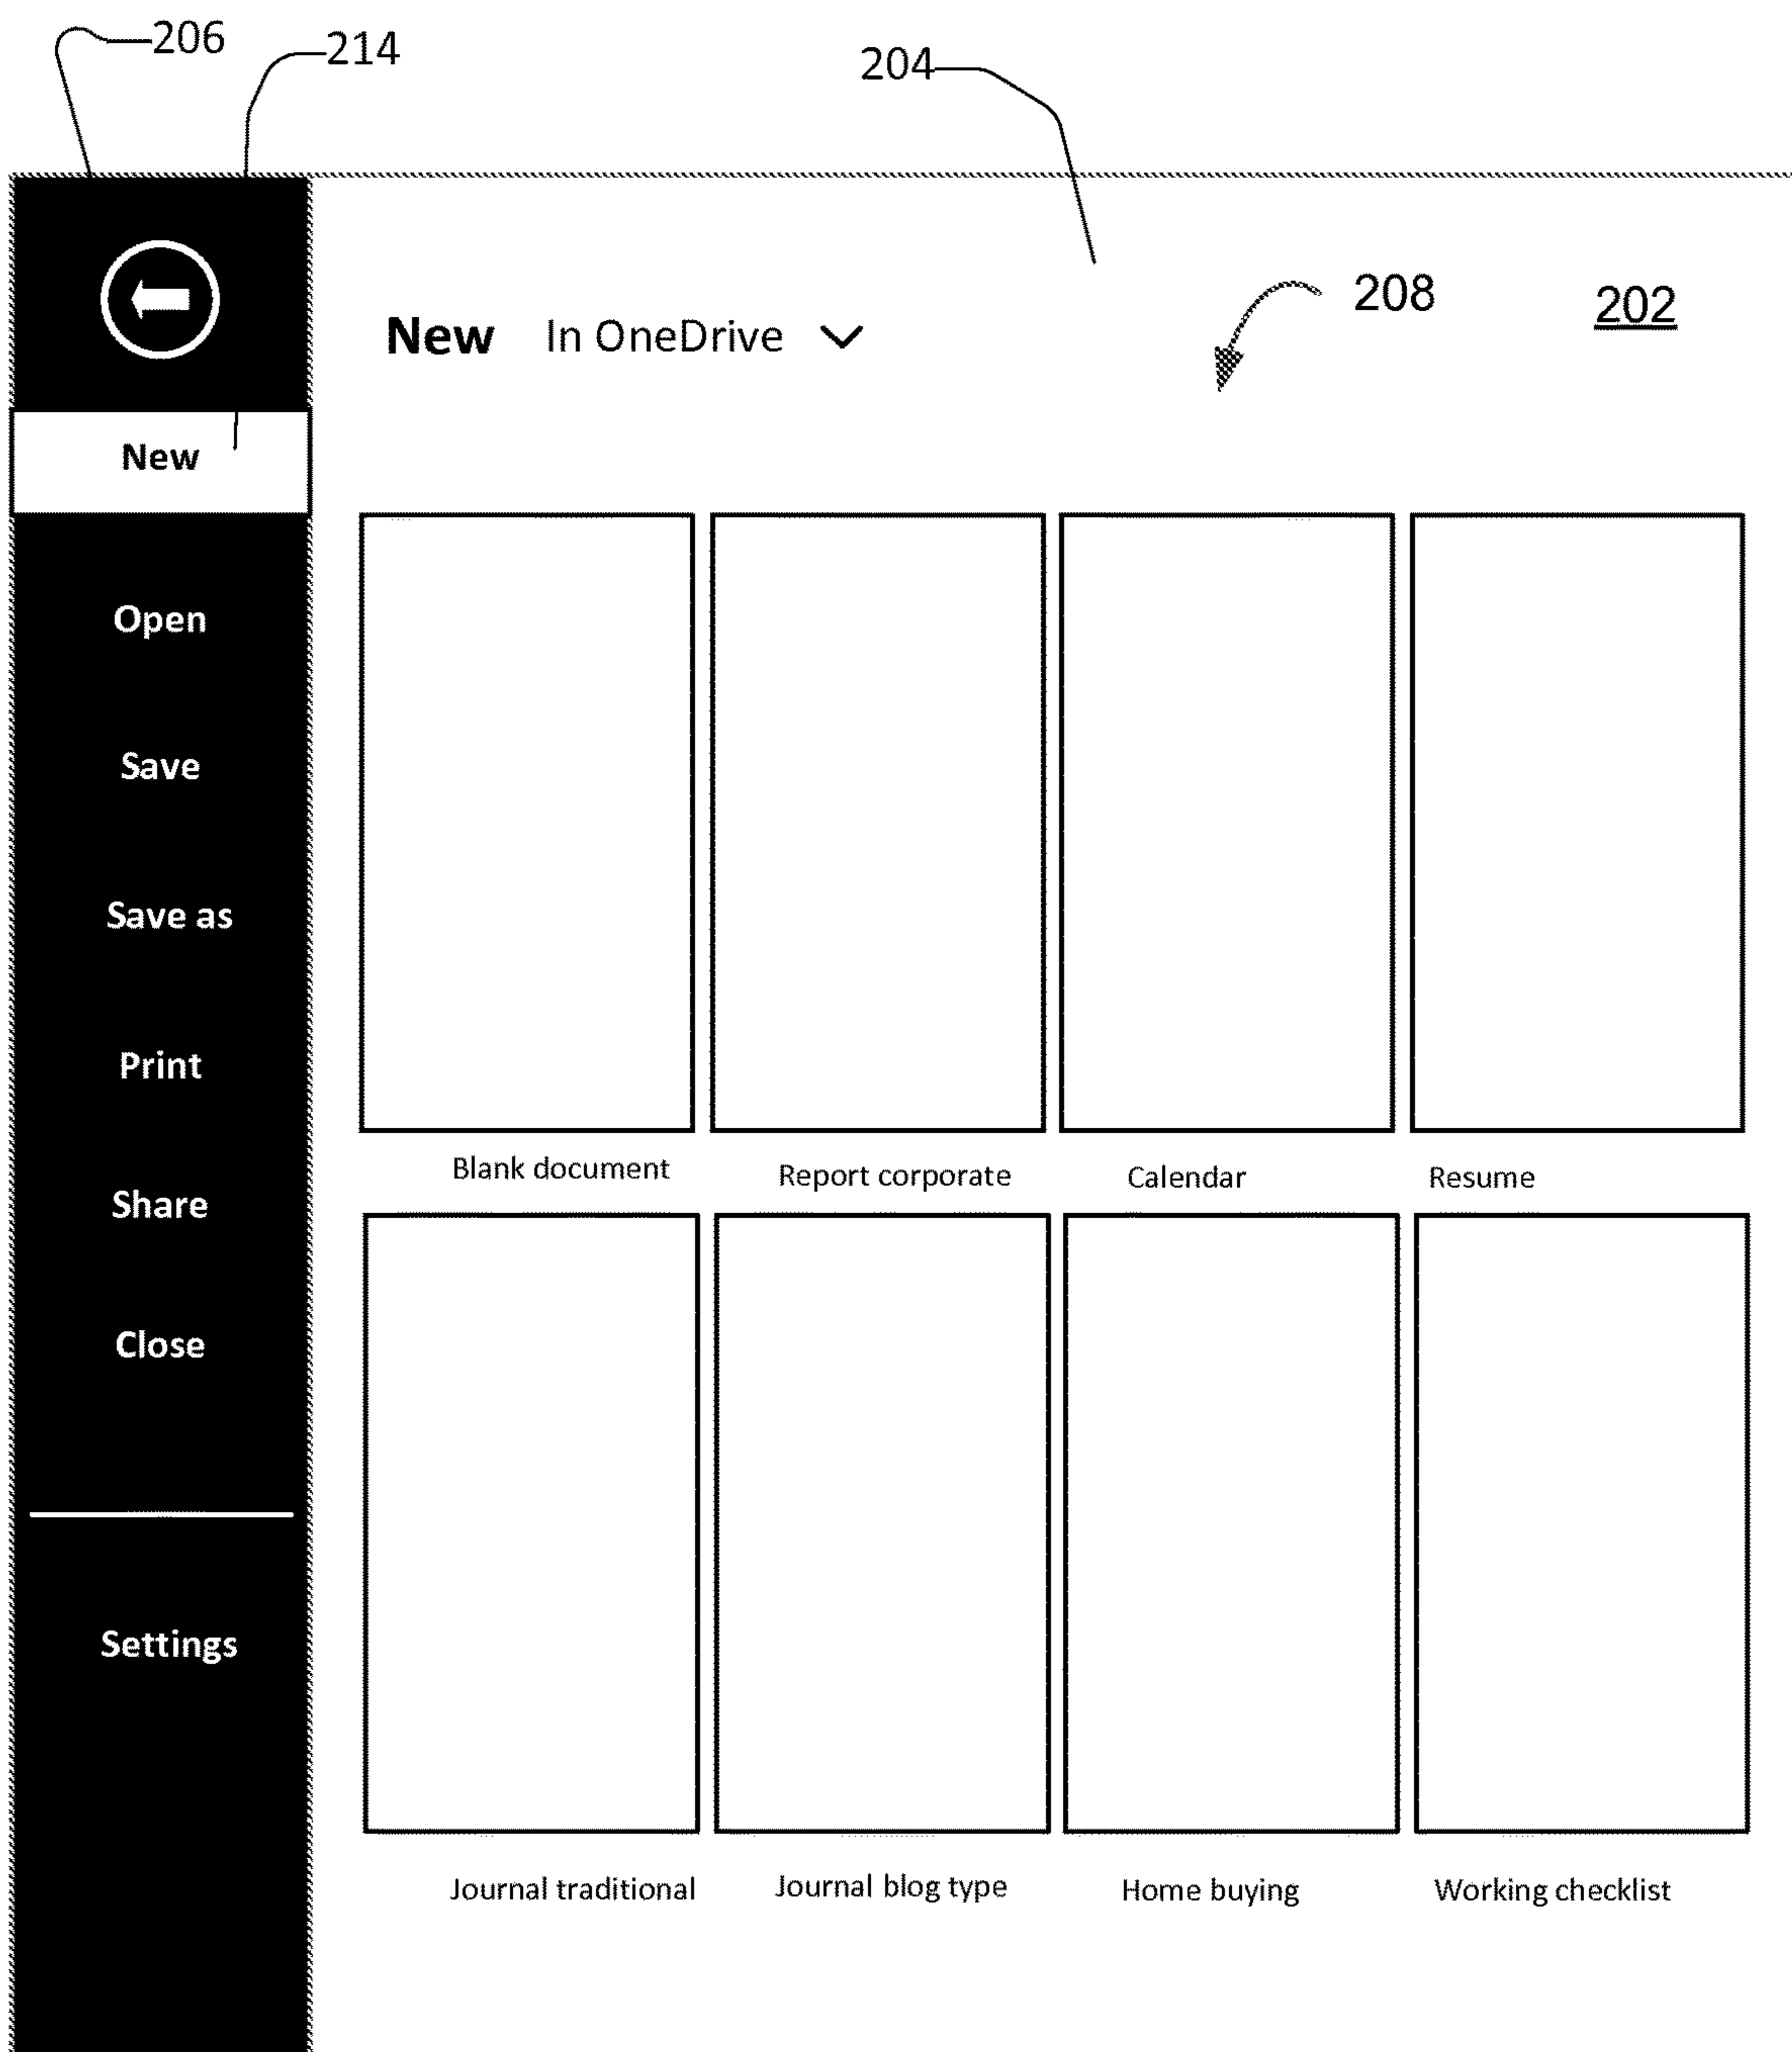 206
214
204
208
202
New In OneDrive
New
Open
Save
Save as
Print
Share
Close
Settings
Blank document
Report corporate
Calendar
Resume
Journal traditional
Journal blog type
Home buying
Working checklist